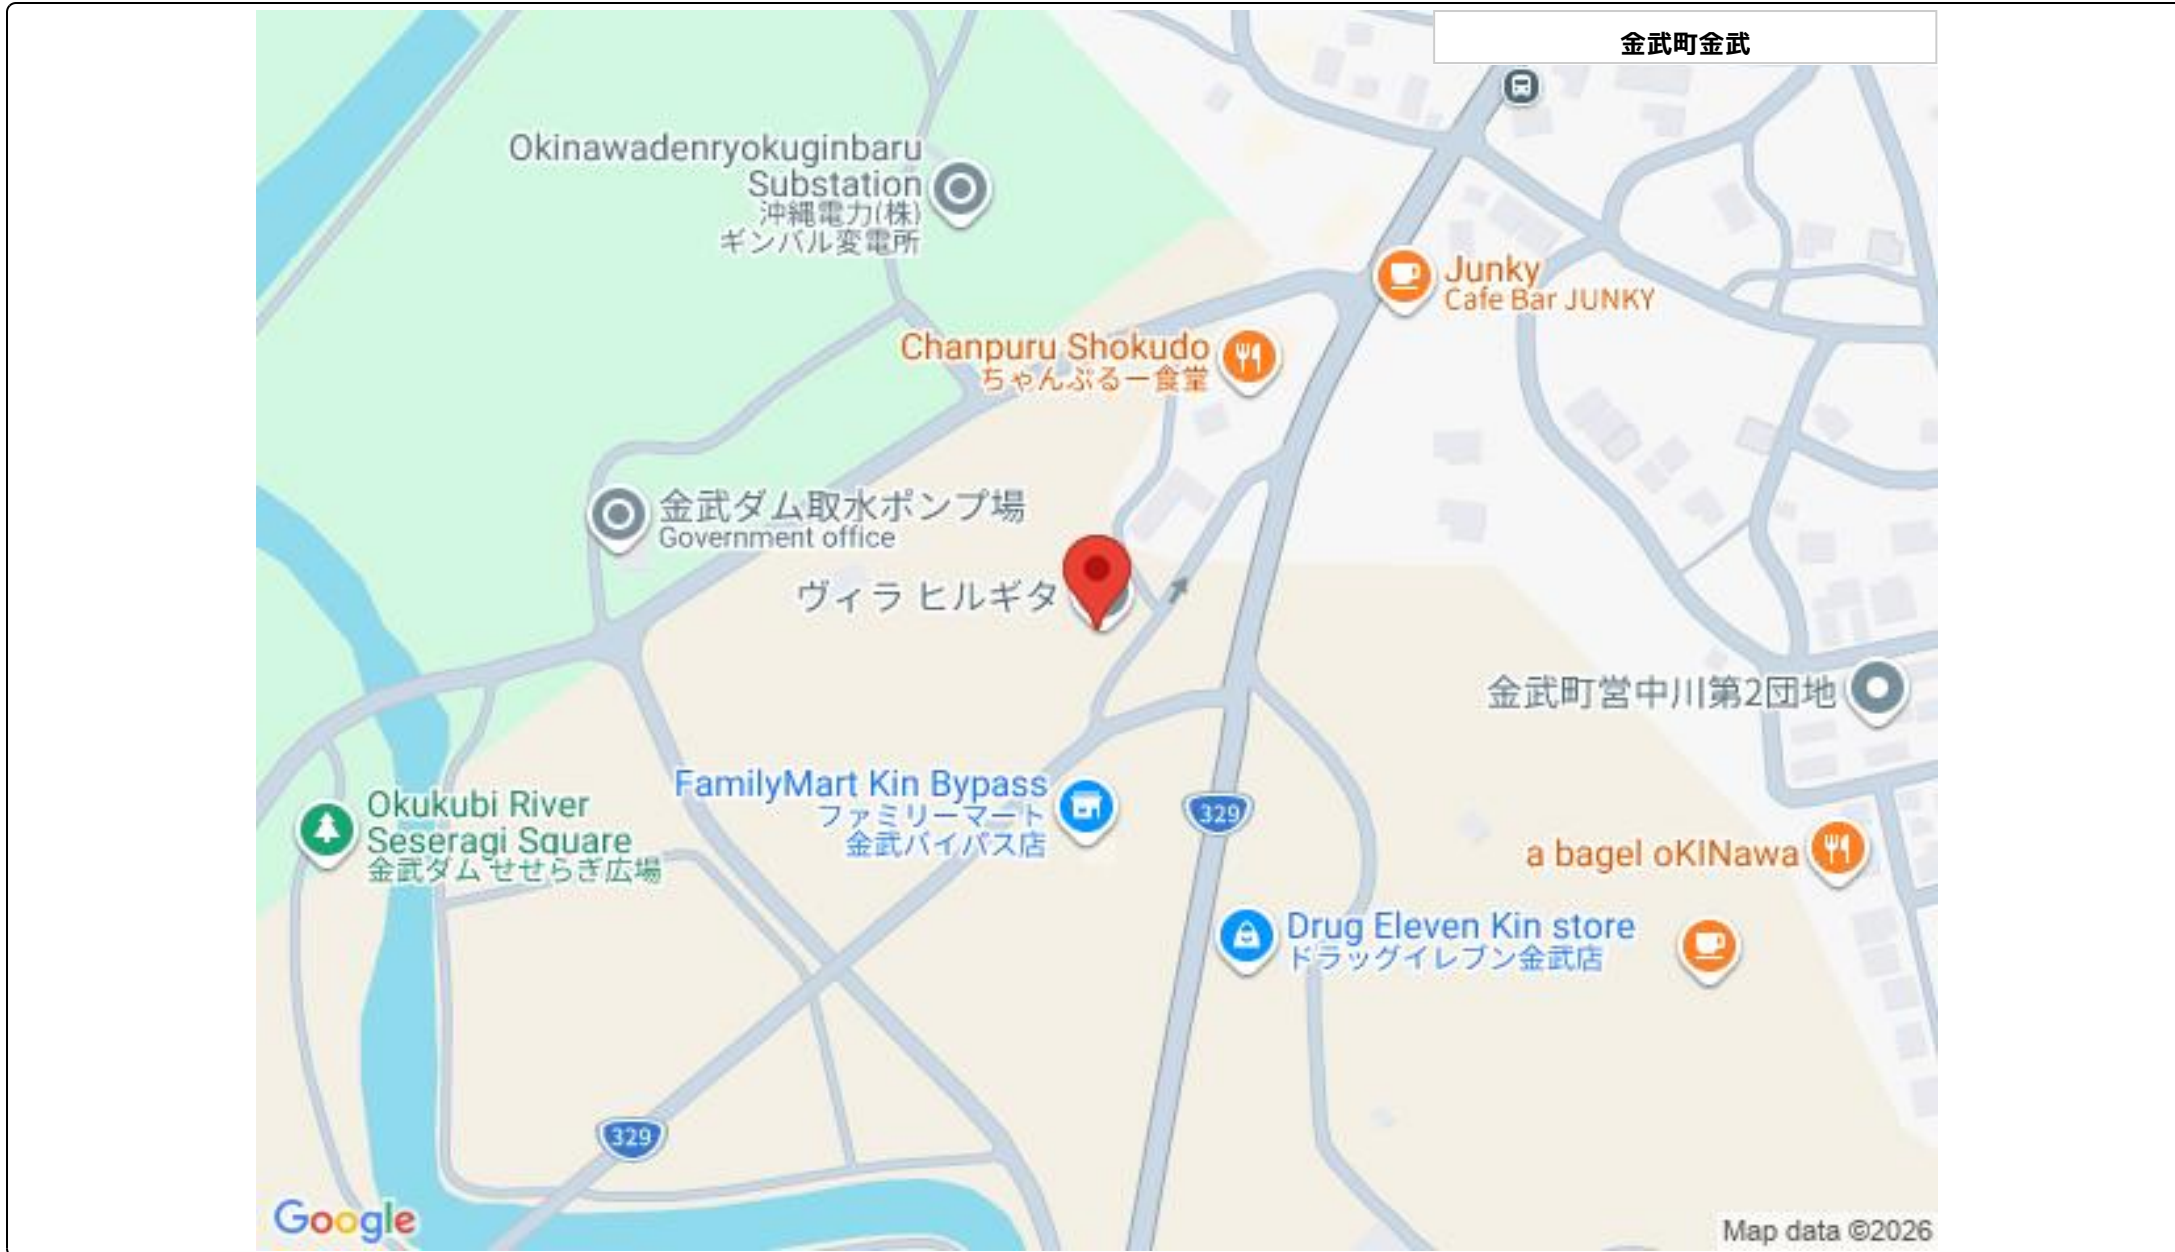 金武町金武
Okinawadenryokuginbaru
Substation
沖縄電力(株)
ギンバル変電所
Junky
Cafe Bar JUNKY
Chanpuru Shokudo
ちゃんぷるー食堂
金武ダム取水ポンプ場
Government office
ヴィラ ヒルギタ
金武町営中川第2団地
FamilyMart Kin Bypass
ファミリーマート
金武バイパス店
329
Okukubi River
Seseragi Square
金武ダム せせらぎ広場
a bagel oKINawa
Drug Eleven Kin store
ドラッグイレブン金武店
329
Google
Map data ©2026